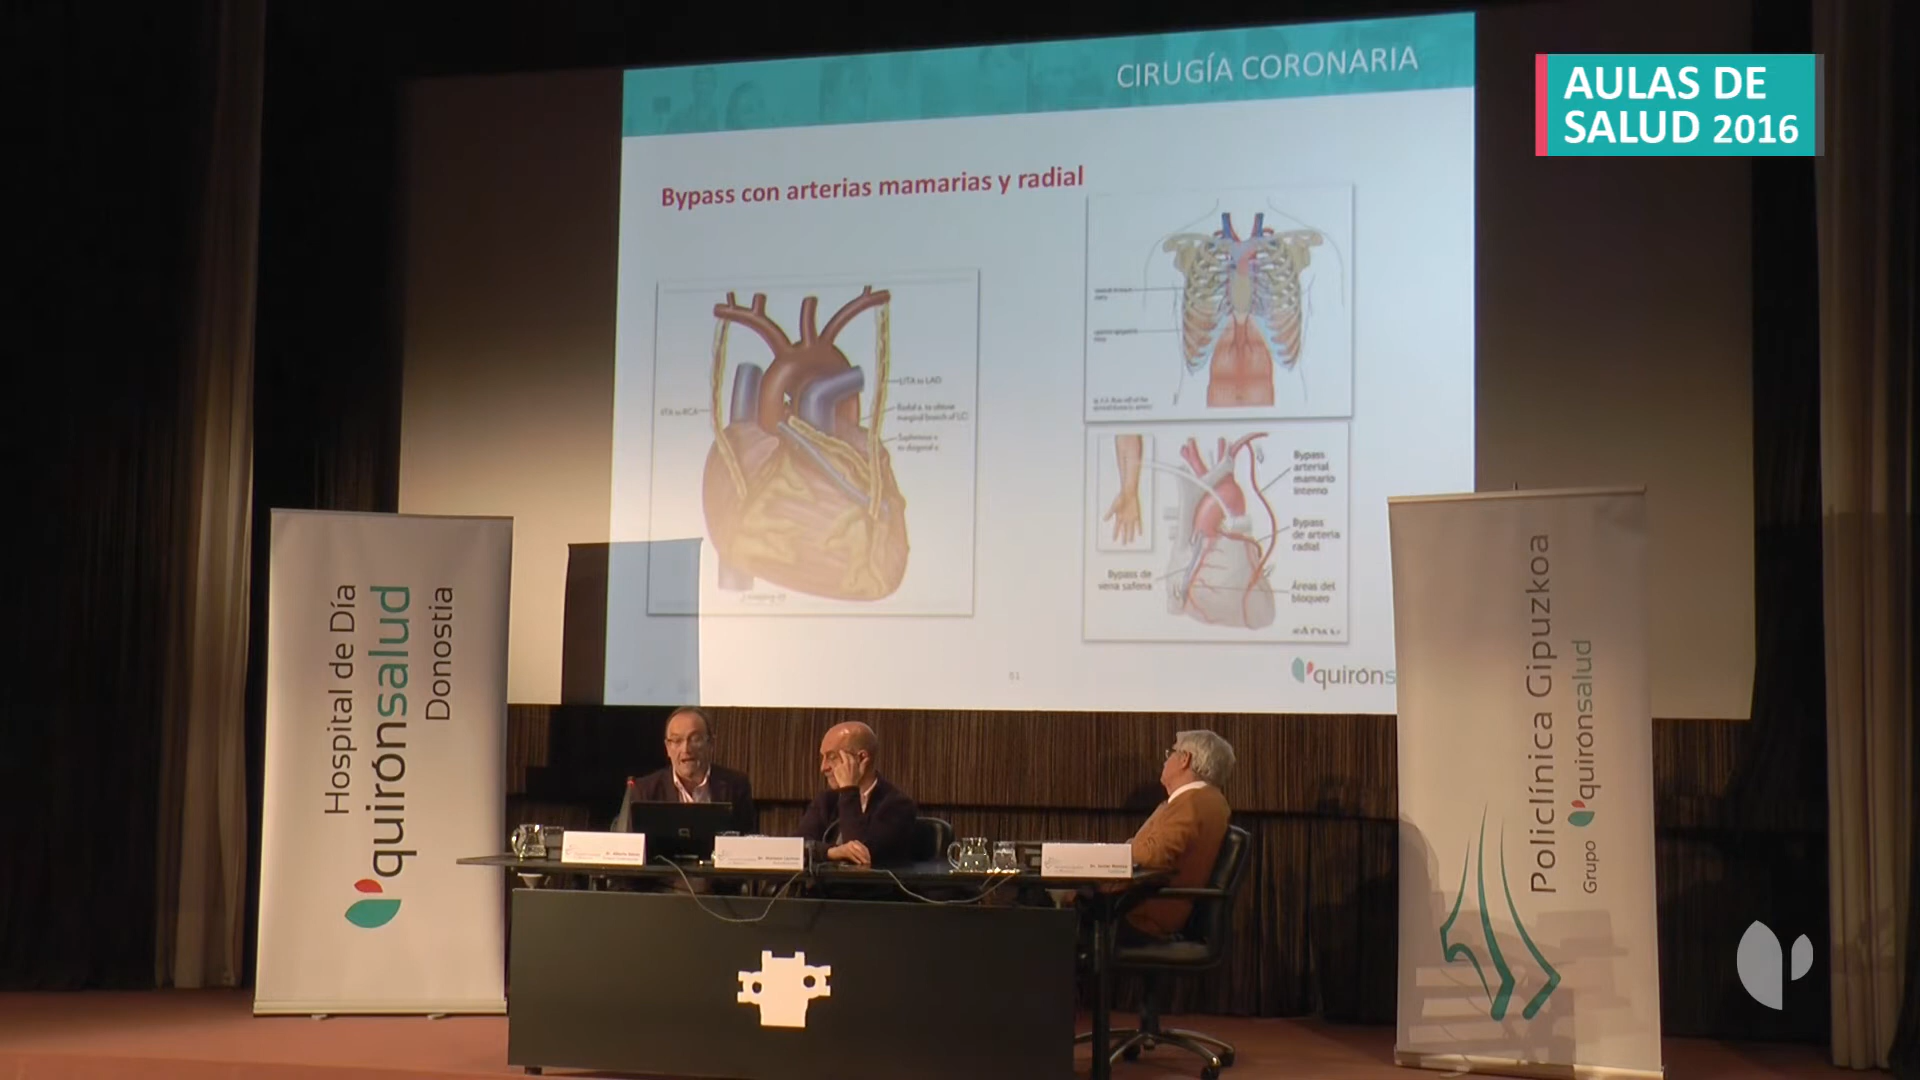 CIRUGÍA CORONARIA
AULAS DE
SALUD 2016
Bypass con arterias mamarias y radial
LITA to LAD
Bypass
arterial
mamario
interno
Bypass
de arteria
radial
Bypass de
vena safena
Áreas del
bloqueo
51
quiróns
Hospital de Día
quirónsalud
Donostia
Policlínica Gipuzkoa
Grupo quirónsalud